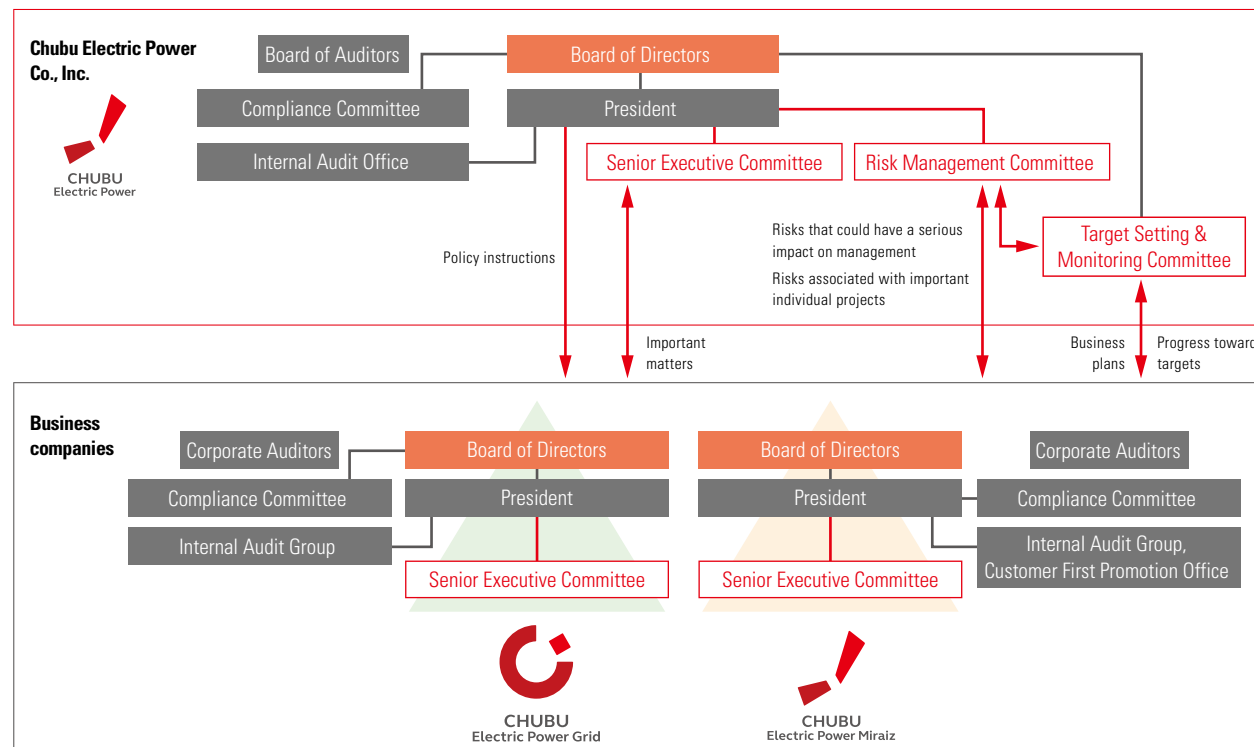 Chubu Electric Power
Co., Inc.
CHUBU
Electric Power
Board of Auditors
Board of Directors
Compliance Committee
President
Internal Audit Office
Senior Executive Committee
Risk Management Committee
Target Setting &
Monitoring Committee
Policy instructions
Risks that could have a serious
impact on management
Risks associated with important
individual projects
Important
matters
Business
plans
Progress toward
targets
Business
companies
Corporate Auditors
Board of Directors
Compliance Committee
President
Internal Audit Group
Senior Executive Committee
CHUBU
Electric Power Grid
Board of Directors
Corporate Auditors
President
Compliance Committee
Internal Audit Group,
Customer First Promotion Office
Senior Executive Committee
CHUBU
Electric Power Miraiz